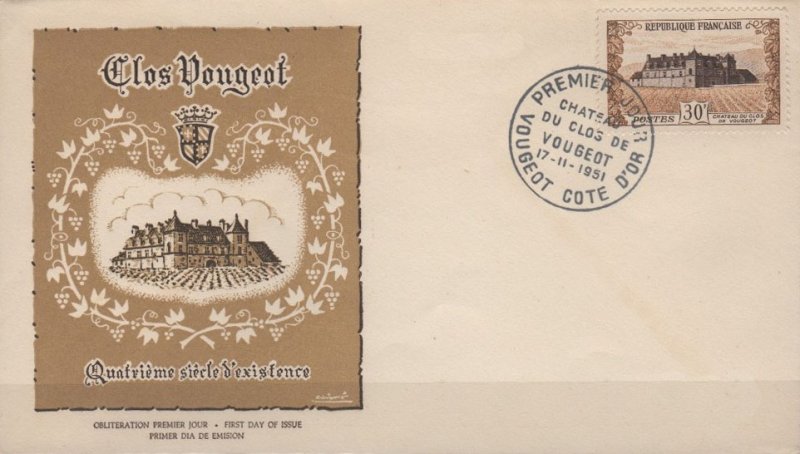 Clos Vougeot
Quatrième siècle d'existence
OBLITERATION PREMIER JOUR • FIRST DAY OF ISSUE
PRIMER DIA DE EMISION
PREMIER JOUR
CHATEAU
DU CLOS DE
VOUGEOT
17-11-1951
VOUGEOT COTE D'OR
REPUBLIQUE FRANÇAISE
POSTES 30F CHATEAU DU CLOS
DE VOUGEOT